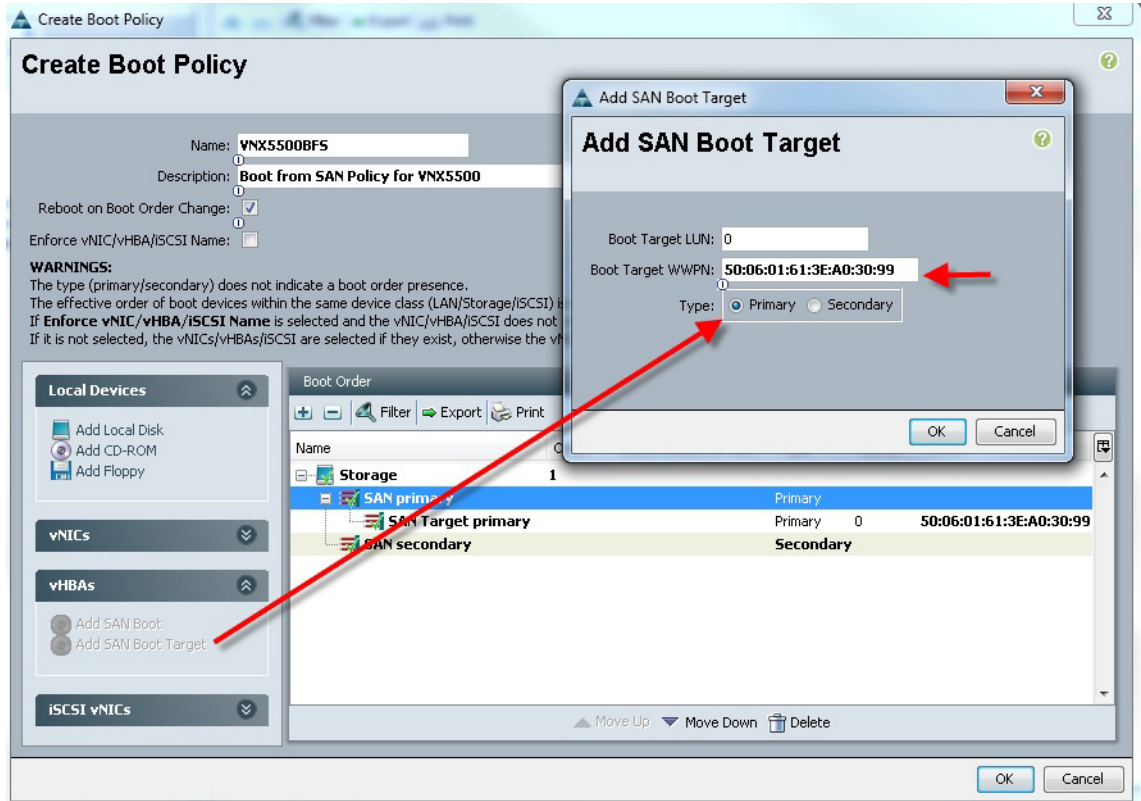 Create Boot Policy
Filter Export Print
Create Boot Policy
Name: VNX5500BFS
Description: Boot from SAN Policy for VNX5500
Reboot on Boot Order Change:
Enforce vNIC/vHBA/iSCSI Name:
WARNINGS:
The type (primary/secondary) does not indicate a boot order presence.
The effective order of boot devices within the same device class (LAN/Storage/iSCSI)
If Enforce vNIC/vHBA/iSCSI Name is selected and the vNIC/vHBA/iSCSI does not
If it is not selected, the vNICs/vHBAs/iSCSI are selected if they exist, otherwise the
Add SAN Boot Target
Add SAN Boot Target
Boot Target LUN: 0
Boot Target WWPN: 50:06:01:61:3E:A0:30:99
Type: Primary Secondary
OK Cancel
Local Devices
Add Local Disk
Add CD-ROM
Add Floppy
vNICs
vHBAs
Add SAN Boot
Add SAN Boot Target
iSCSI vNICs
Boot Order
Filter Export Print
Name
Storage 1
SAN primary Primary
SAN Target primary Primary 0 50:06:01:61:3E:A0:30:99
SAN secondary Secondary
Move Up Move Down Delete
OK Cancel